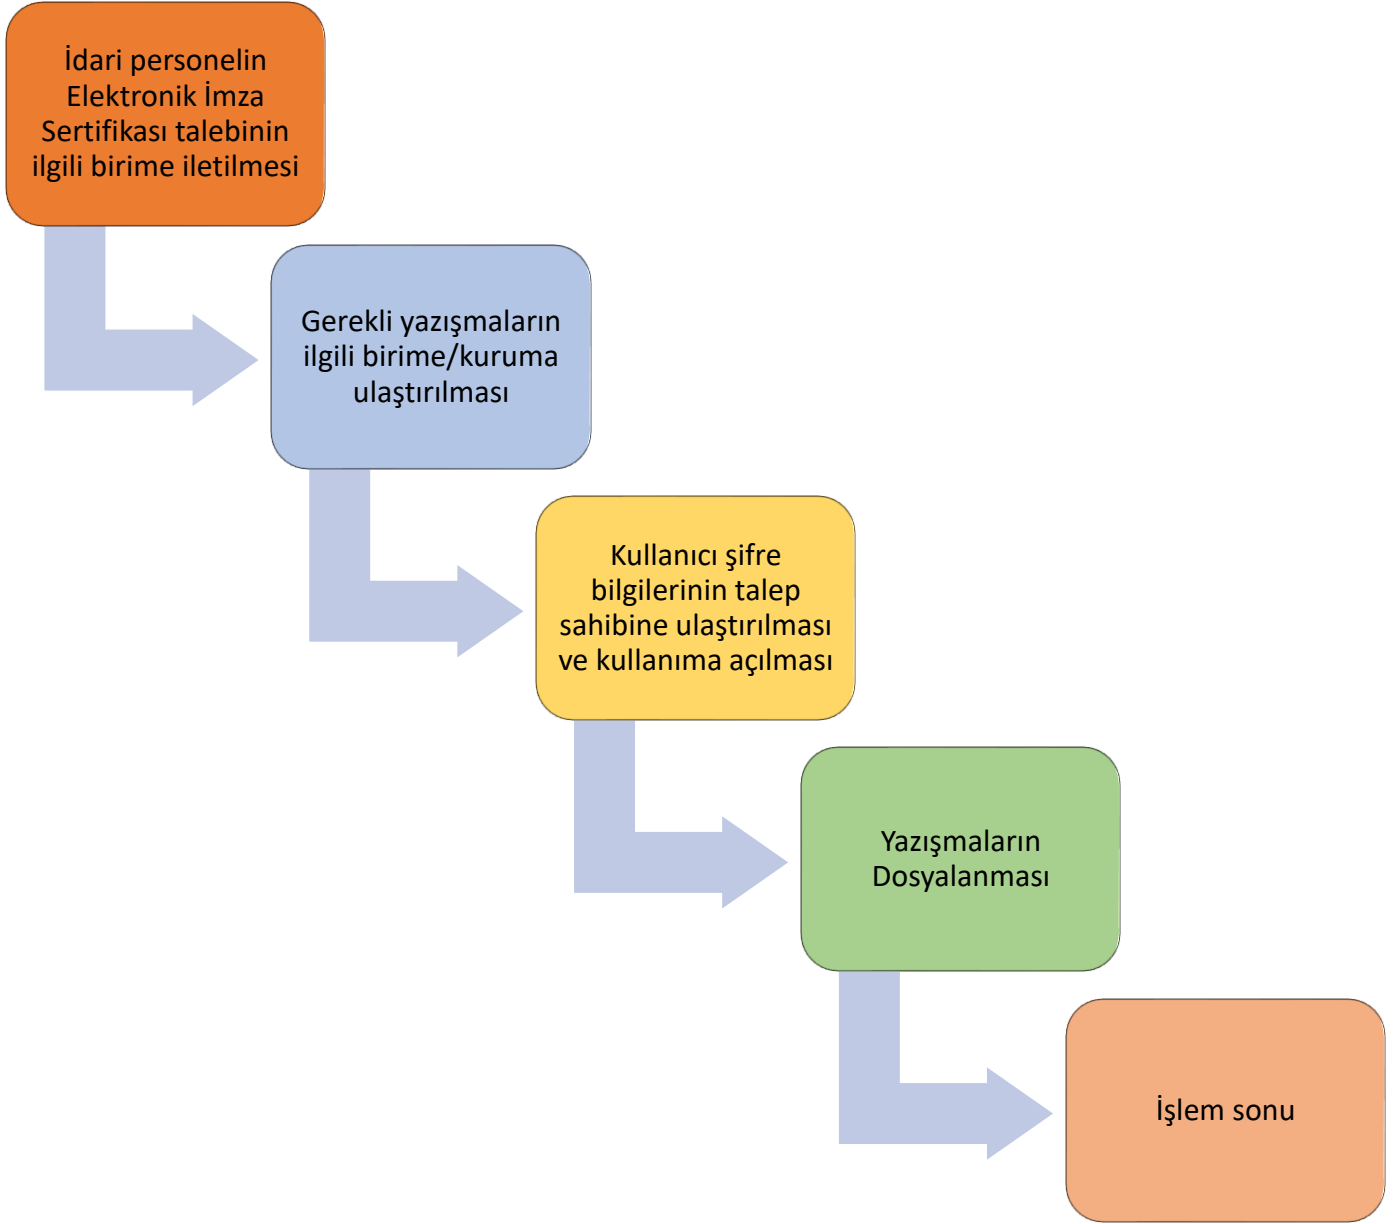 İdari personelin
Elektronik İmza
Sertifikası talebinin
ilgili birime iletilmesi
Gerekli yazışmaların
ilgili birime/kuruma
ulaştırılması
Kullanıcı şifre
bilgilerinin talep
sahibine ulaştırılması
ve kullanıma açılması
Yazışmaların
Dosyalanması
İşlem sonu